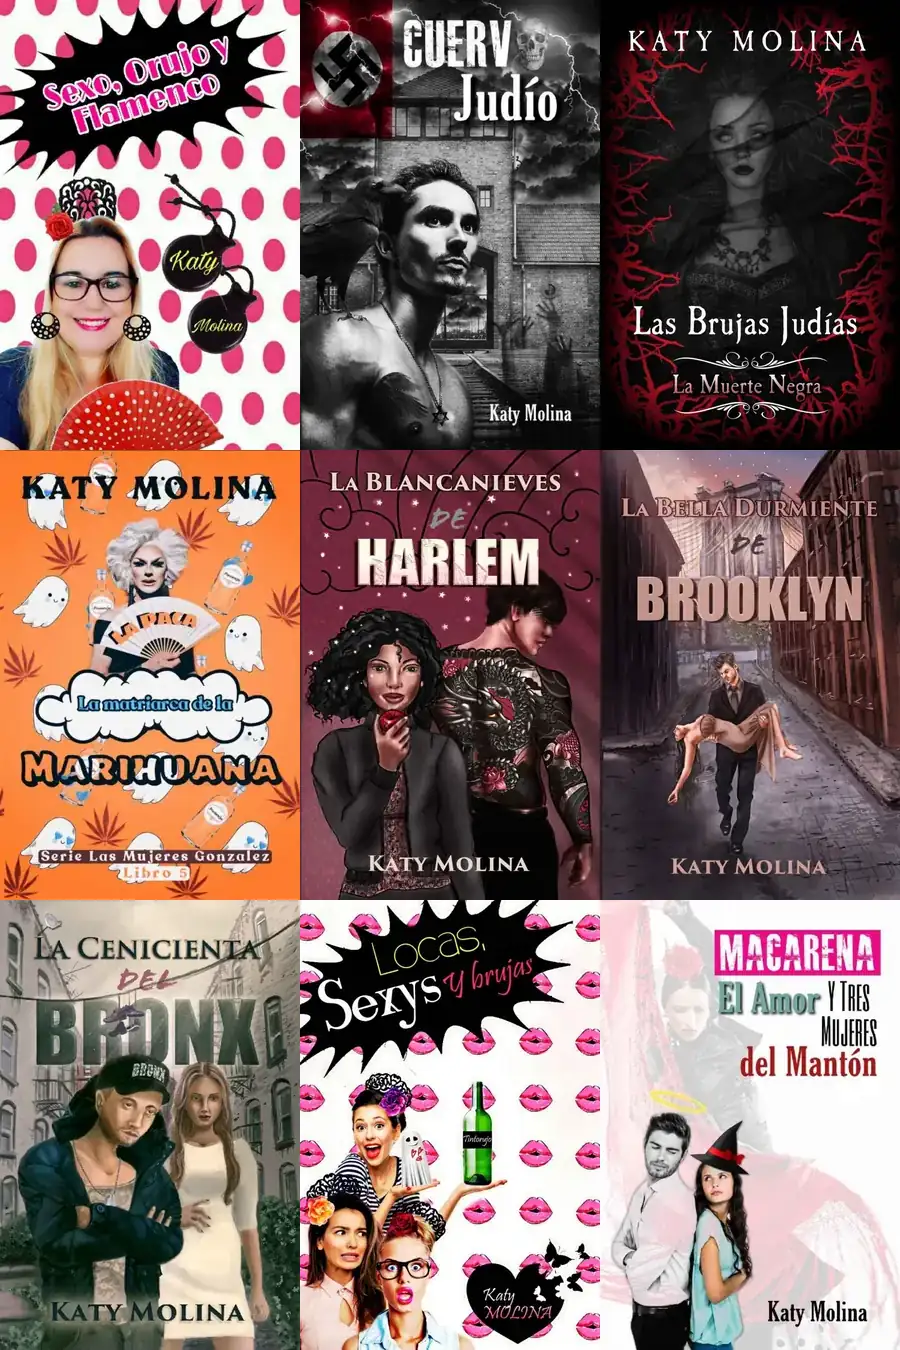 Sexo, Orujo y
Flamenco
Katy
Molina
CUERV
Judío
Katy Molina
KATY MOLINA
Las Brujas Judías
La Muerte Negra
KATY MOLINA
LA PACA
La matriarca de la
MARIHUANA
Serie Las Mujeres Gonzalez
Libro 5
LA BLANCANIEVES
DE
HARLEM
KATY MOLINA
LA BELLA DURMIENTE
DE
BROOKLYN
KATY MOLINA
LA CENICIENTA
DEL
BRONX
BRONX
KATY MOLINA
Locas,
Sexys y brujas
Tintorujo
Katy
MOLINA
MACARENA
El Amor Y TRES
MUJERES
del Mantón
Katy Molina